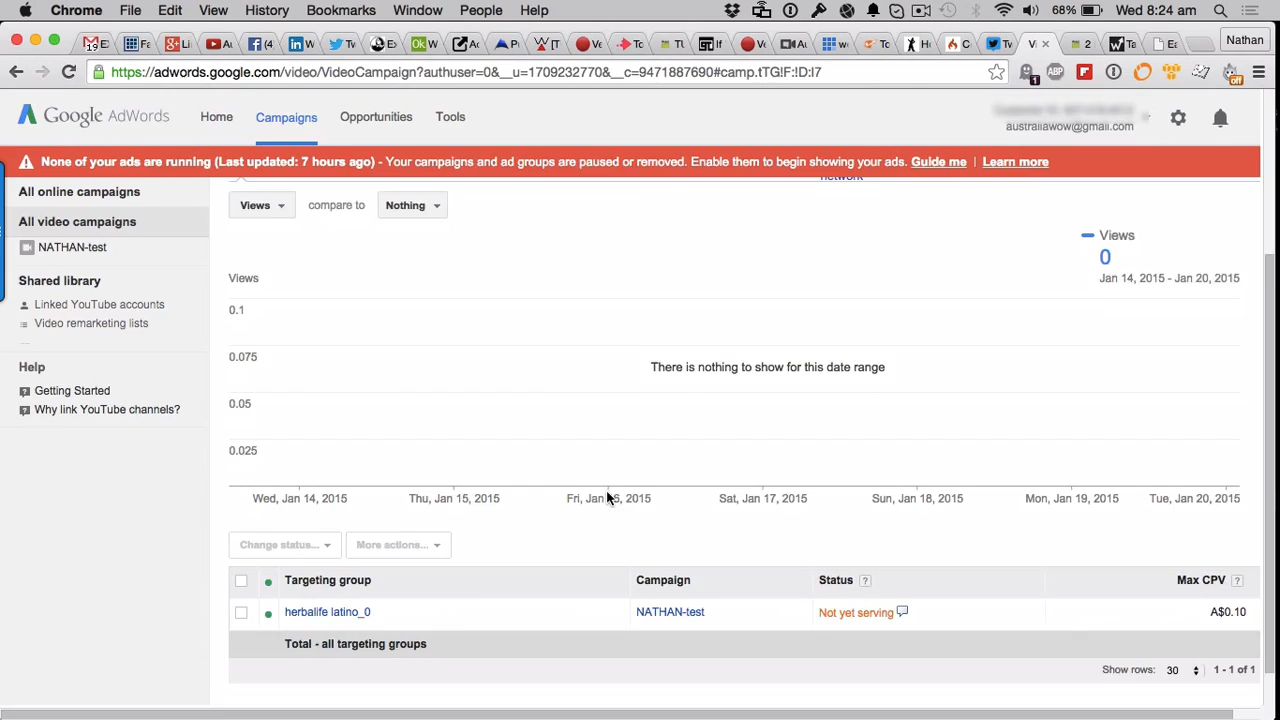 Chrome File Edit View History Bookmarks Window People Help 68% Wed 8:24 am
Nathan
https://adwords.google.com/video/VideoCampaign?authuser=0&__u=1709232770&__c=9471887690#camp.tTG!F:!D:!7
Google AdWords Home Campaigns Opportunities Tools
australiawow@gmail.com
None of your ads are running (Last updated: 7 hours ago) - Your campaigns and ad groups are paused or removed. Enable them to begin showing your ads. Guide me | Learn more
All online campaigns
network
All video campaigns
Views compare to Nothing
NATHAN-test
Views
0
Jan 14, 2015 - Jan 20, 2015
Shared library
Linked YouTube accounts
Video remarketing lists
Help
Getting Started
Why link YouTube channels?
Views
0.1
0.075
There is nothing to show for this date range
0.05
0.025
Wed, Jan 14, 2015 Thu, Jan 15, 2015 Fri, Jan 16, 2015 Sat, Jan 17, 2015 Sun, Jan 18, 2015 Mon, Jan 19, 2015 Tue, Jan 20, 2015
Change status... More actions...
Targeting group Campaign Status ? Max CPV ?
herbalife latino_0 NATHAN-test Not yet serving A$0.10
Total - all targeting groups
Show rows: 30 1 - 1 of 1